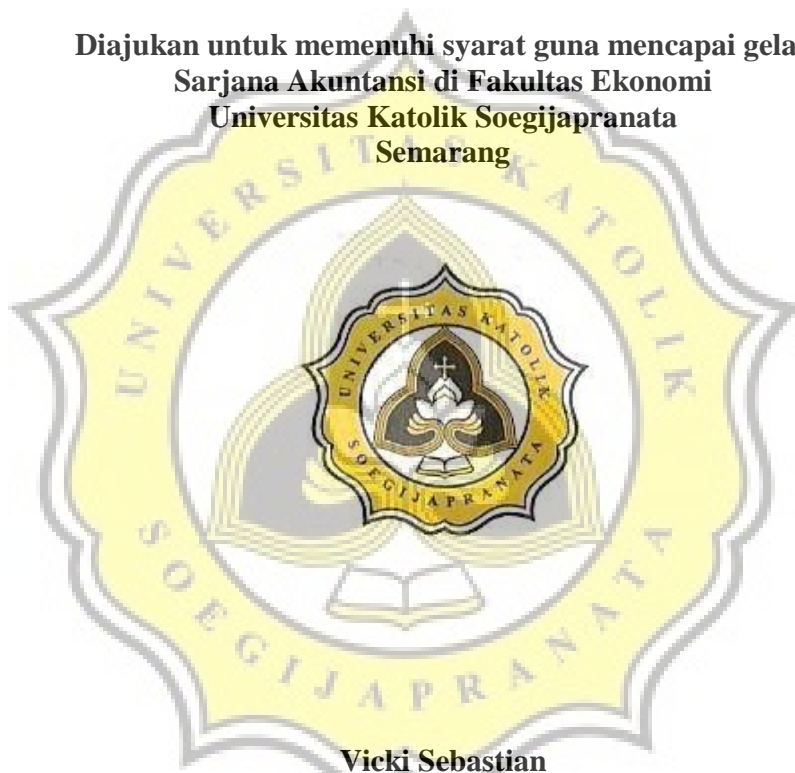 Diajukan untuk memenuhi syarat guna mencapai gela
Sarjana Akuntansi di Fakultas Ekonomi
Universitas Katolik Soegijapranata
Semarang
UNIVERSITAS KATOLIK
SOEGIJAPRANATA
UNIVERSITAS KATOLIK
SOEGIJAPRANATA
Vicki Sebastian